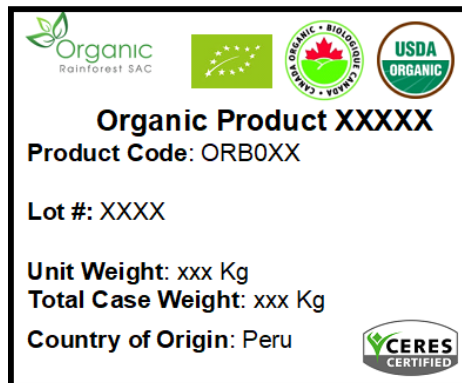 Organic
Rainforest SAC
CANADA ORGANIC • BIOLOGIQUE CANADA
USDA
ORGANIC
Organic Product XXXXX
Product Code: ORB0XX
Lot #: XXXX
Unit Weight: xxx Kg
Total Case Weight: xxx Kg
Country of Origin: Peru
CERES
CERTIFIED